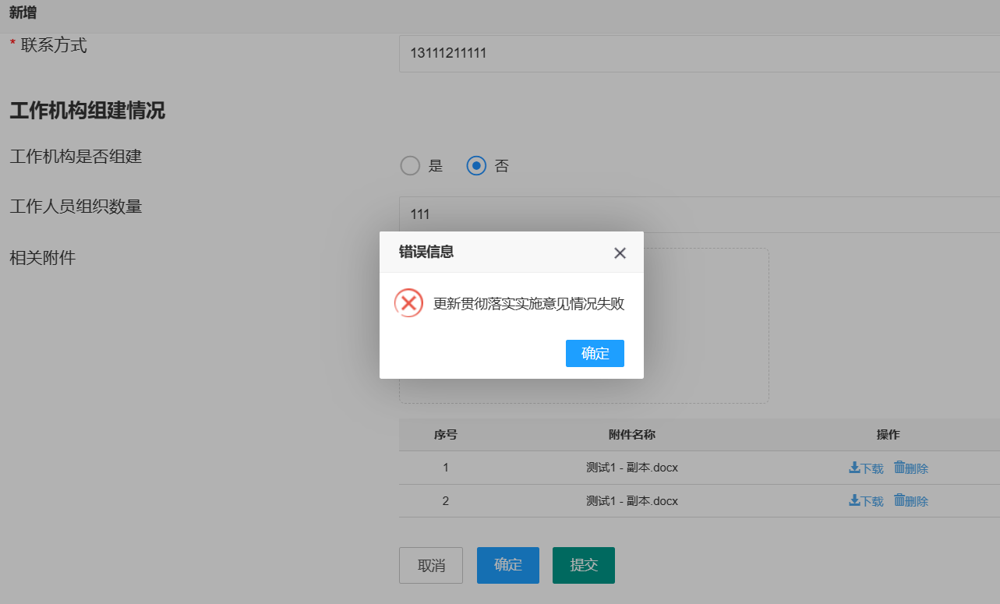 新增
* 联系方式
13111211111
工作机构组建情况
工作机构是否组建
是 否
工作人员组织数量
111
相关附件
错误信息
更新贯彻落实实施意见情况失败
确定
序号 附件名称 操作
1 测试1 - 副本.docx 下载 删除
2 测试1 - 副本.docx 下载 删除
取消 确定 提交